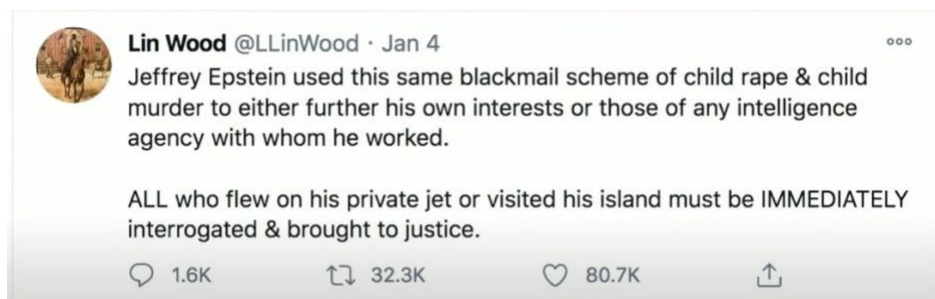 Lin Wood @LLinWood · Jan 4
Jeffrey Epstein used this same blackmail scheme of child rape & child
murder to either further his own interests or those of any intelligence
agency with whom he worked.
ALL who flew on his private jet or visited his island must be IMMEDIATELY
interrogated & brought to justice.
1.6K 32.3K 80.7K